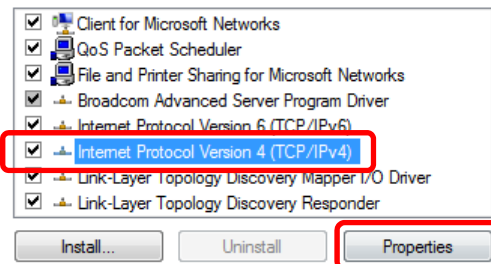 Client for Microsoft Networks
QoS Packet Scheduler
File and Printer Sharing for Microsoft Networks
Broadcom Advanced Server Program Driver
Internet Protocol Version 6 (TCP/IPv6)
Internet Protocol Version 4 (TCP/IPv4)
Link-Layer Topology Discovery Mapper I/O Driver
Link-Layer Topology Discovery Responder
Install... Uninstall Properties